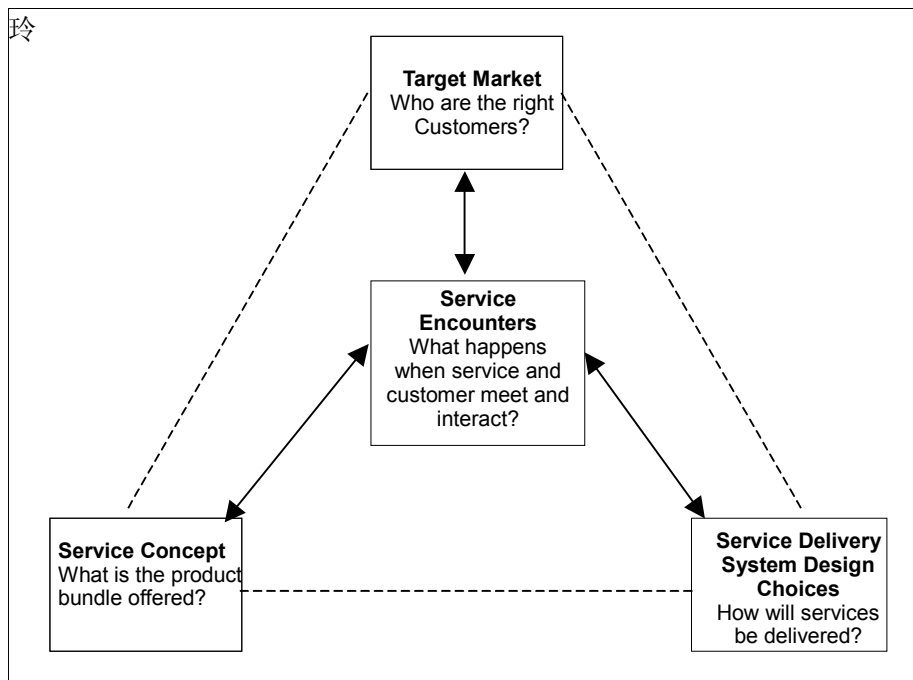 玲
Target Market
Who are the right
Customers?
Service
Encounters
What happens
when service and
customer meet and
interact?
Service Concept
What is the product
bundle offered?
Service Delivery
System Design
Choices
How will services
be delivered?